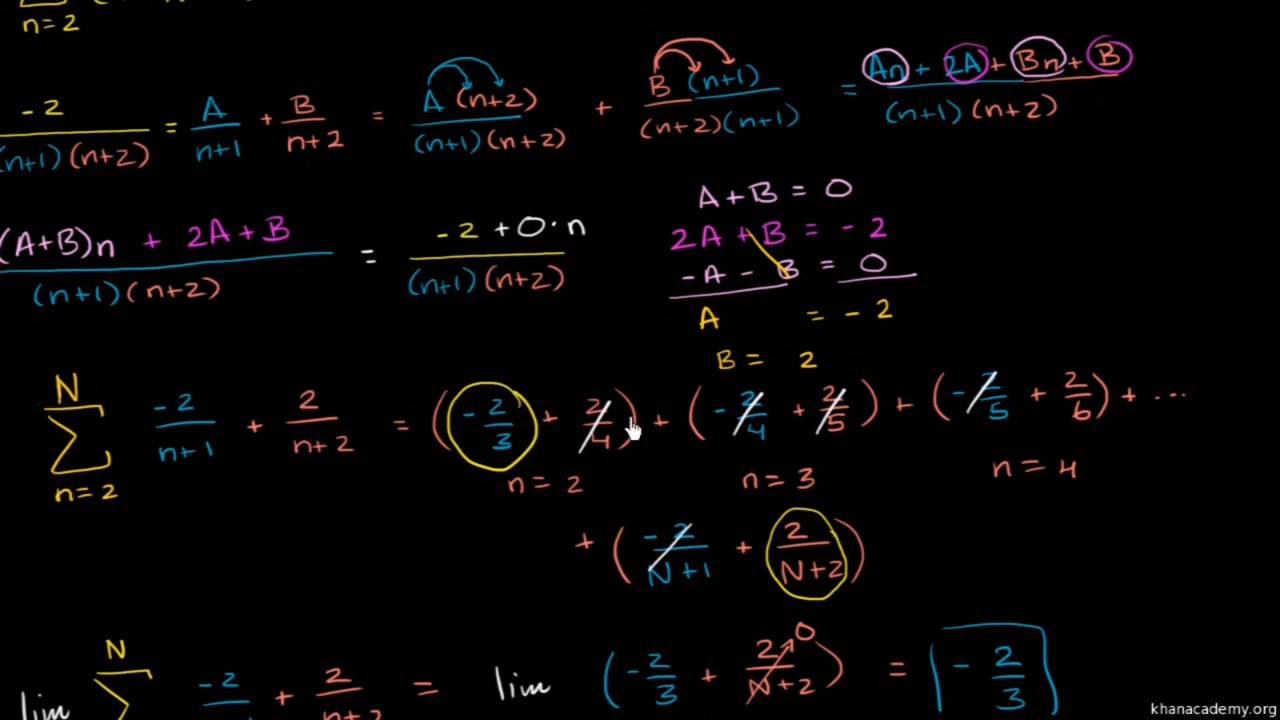 n=2
-2/(n+1)(n+2) = A/n+1 + B/n+2 = A(n+2)/(n+1)(n+2) + B(n+1)/(n+2)(n+1) = An + 2A + Bn + B/(n+1)(n+2)
A+B = 0
(A+B)n + 2A+B/(n+1)(n+2) = -2+0·n/(n+1)(n+2)
2A + B = -2
-A - B = 0
A = -2
B = 2
N
∑ -2/n+1 + 2/n+2 = (-2/3 + 2/4) + (-2/4 + 2/5) + (-2/5 + 2/6) + ...
n=2
n=2 n=3 n=4
+ (-2/N+1 + 2/N+2)
N
lim ∑ -2 + 2/n+2 = lim (-2/3 + 2/N+2 0) = -2/3
khanacademy.org